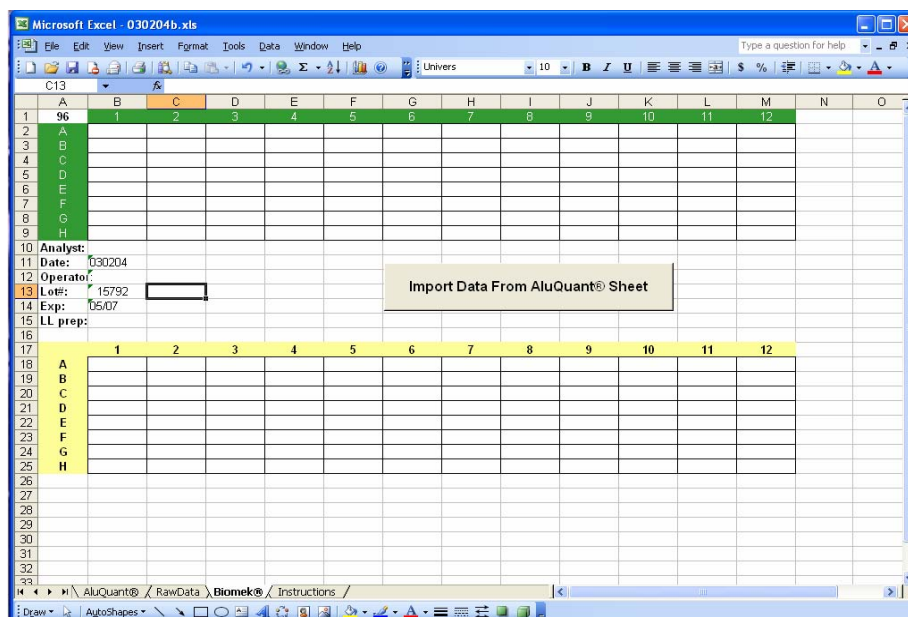 Microsoft Excel - 030204b.xls
File Edit View Insert Format Tools Data Window Help Type a question for help
Univers 10 B I U $ %
C13 fx
A B C D E F G H I J K L M N O
1 96 1 2 3 4 5 6 7 8 9 10 11 12
2 A
3 B
4 C
5 D
6 E
7 F
8 G
9 H
10 Analyst:
11 Date: 030204
12 Operator:
13 Lot#: 15792
14 Exp: 05/07
15 LL prep:
Import Data From AluQuant® Sheet
16
17 1 2 3 4 5 6 7 8 9 10 11 12
18 A
19 B
20 C
21 D
22 E
23 F
24 G
25 H
26
27
28
29
30
31
32
33
AluQuant® RawData Biomek® Instructions
Draw AutoShapes